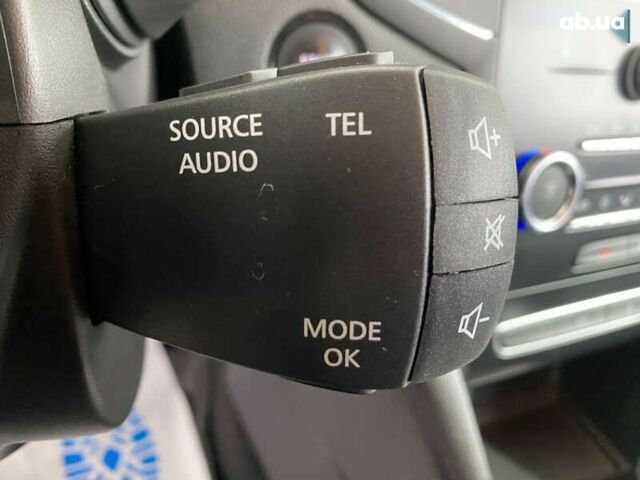 ab.ua
SOURCE
AUDIO
TEL
MODE
OK